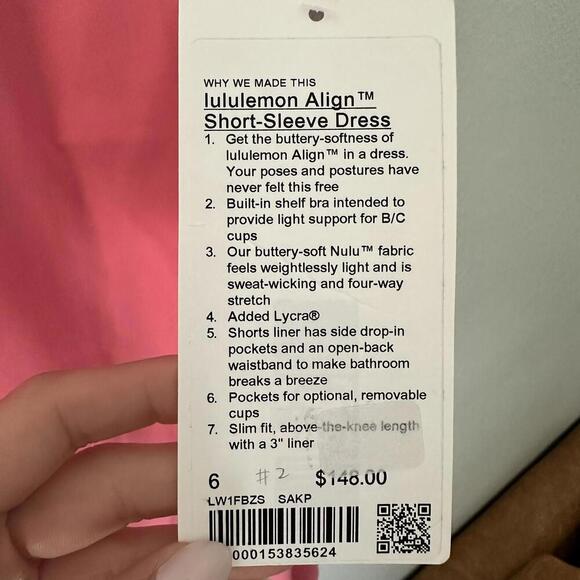 WHY WE MADE THIS
lululemon Align™
Short-Sleeve Dress
1. Get the buttery-softness of
lululemon Align™ in a dress.
Your poses and postures have
never felt this free
2. Built-in shelf bra intended to
provide light support for B/C
cups
3. Our buttery-soft Nulu™ fabric
feels weightlessly light and is
sweat-wicking and four-way
stretch
4. Added Lycra®
5. Shorts liner has side drop-in
pockets and an open-back
waistband to make bathroom
breaks a breeze
6. Pockets for optional, removable
cups
7. Slim fit, above-the-knee length
with a 3" liner
6 #2 $148.00
LW1FBZS SAKP
000153835624